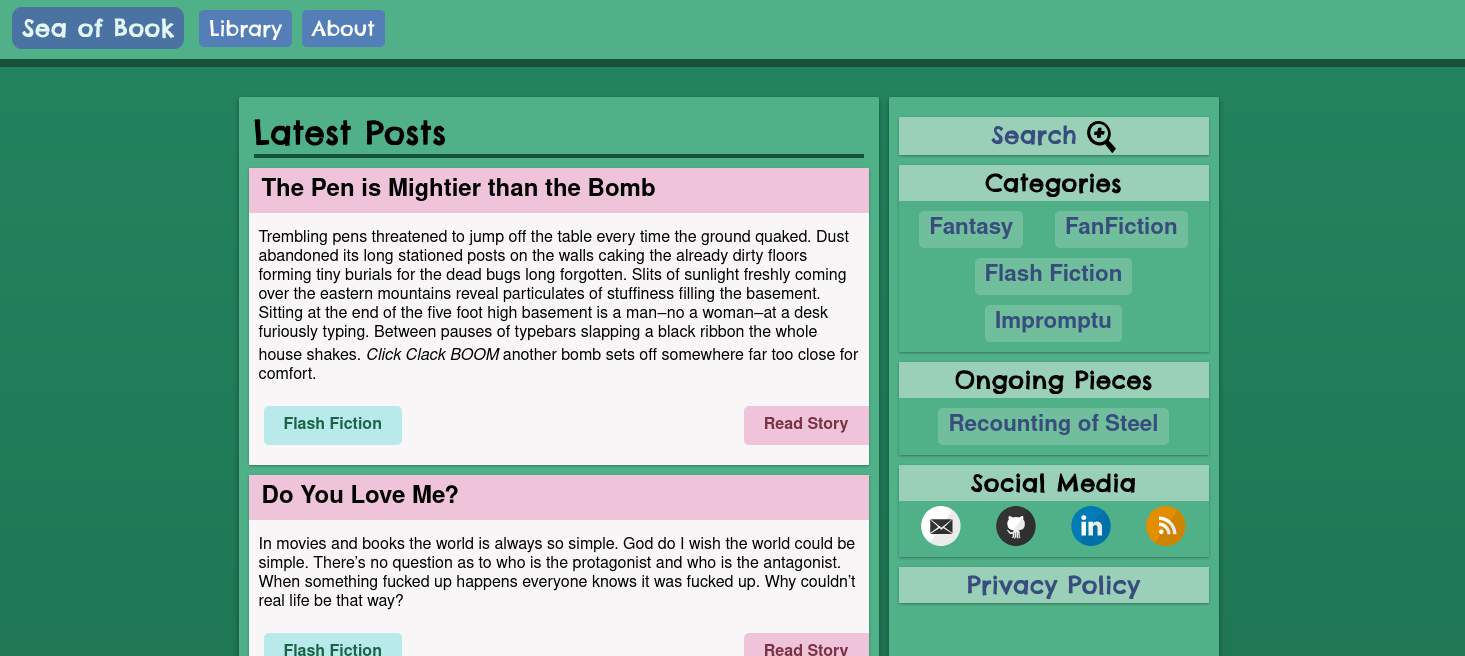 Sea of Book
Library
About
Latest Posts
The Pen is Mightier than the Bomb
Trembling pens threatened to jump off the table every time the ground quaked. Dust
abandoned its long stationed posts on the walls caking the already dirty floors
forming tiny burials for the dead bugs long forgotten. Slits of sunlight freshly coming
over the eastern mountains reveal particulates of stuffiness filling the basement.
Sitting at the end of the five foot high basement is a man–no a woman–at a desk
furiously typing. Between pauses of typebars slapping a black ribbon the whole
house shakes. Click Clack BOOM another bomb sets off somewhere far too close for
comfort.
Flash Fiction
Read Story
Do You Love Me?
In movies and books the world is always so simple. God do I wish the world could be
simple. There’s no question as to who is the protagonist and who is the antagonist.
When something fucked up happens everyone knows it was fucked up. Why couldn’t
real life be that way?
Flash Fiction
Read Story
Search
Categories
Fantasy
FanFiction
Flash Fiction
Impromptu
Ongoing Pieces
Recounting of Steel
Social Media
in
Privacy Policy